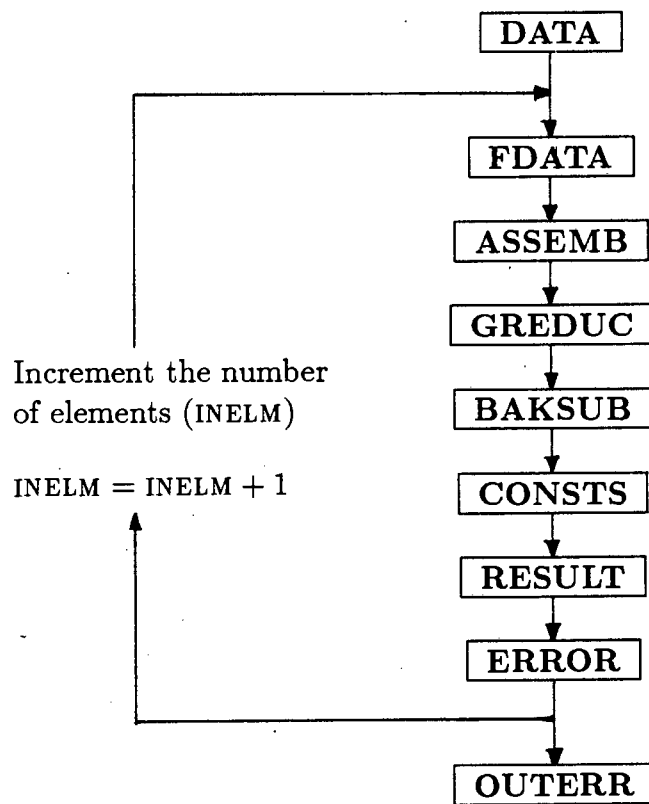 DATA
FDATA
ASSEMB
GREDUC
Increment the number
of elements (INELM)
BAKSUB
INELM = INELM + 1
CONSTS
RESULT
ERROR
OUTERR